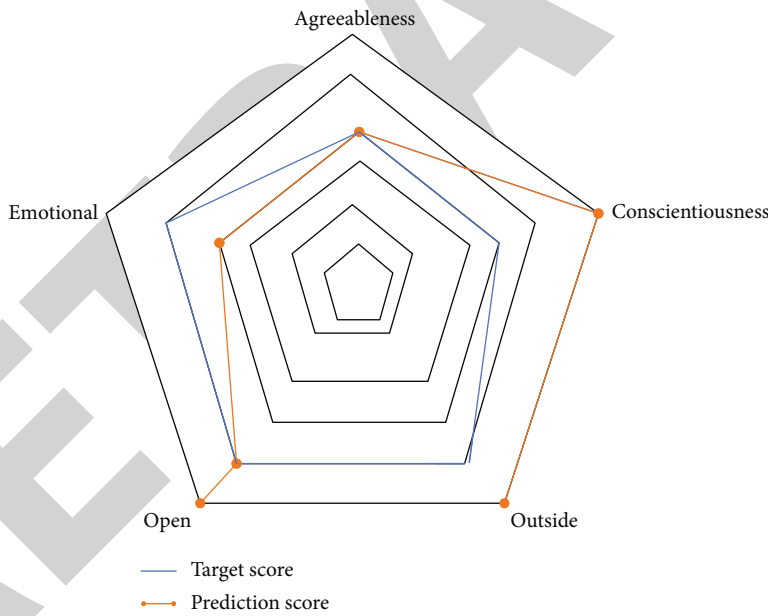 Agreeableness
Emotional
Conscientiousness
Open
Outside
Target score
Prediction score